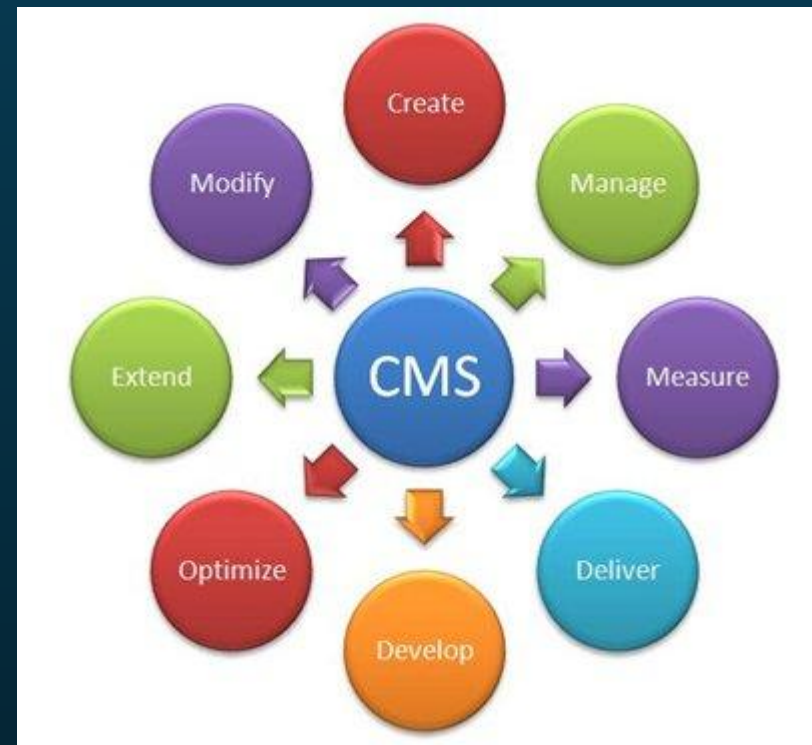 Create
Modify
Manage
Extend
CMS
Measure
Optimize
Deliver
Develop